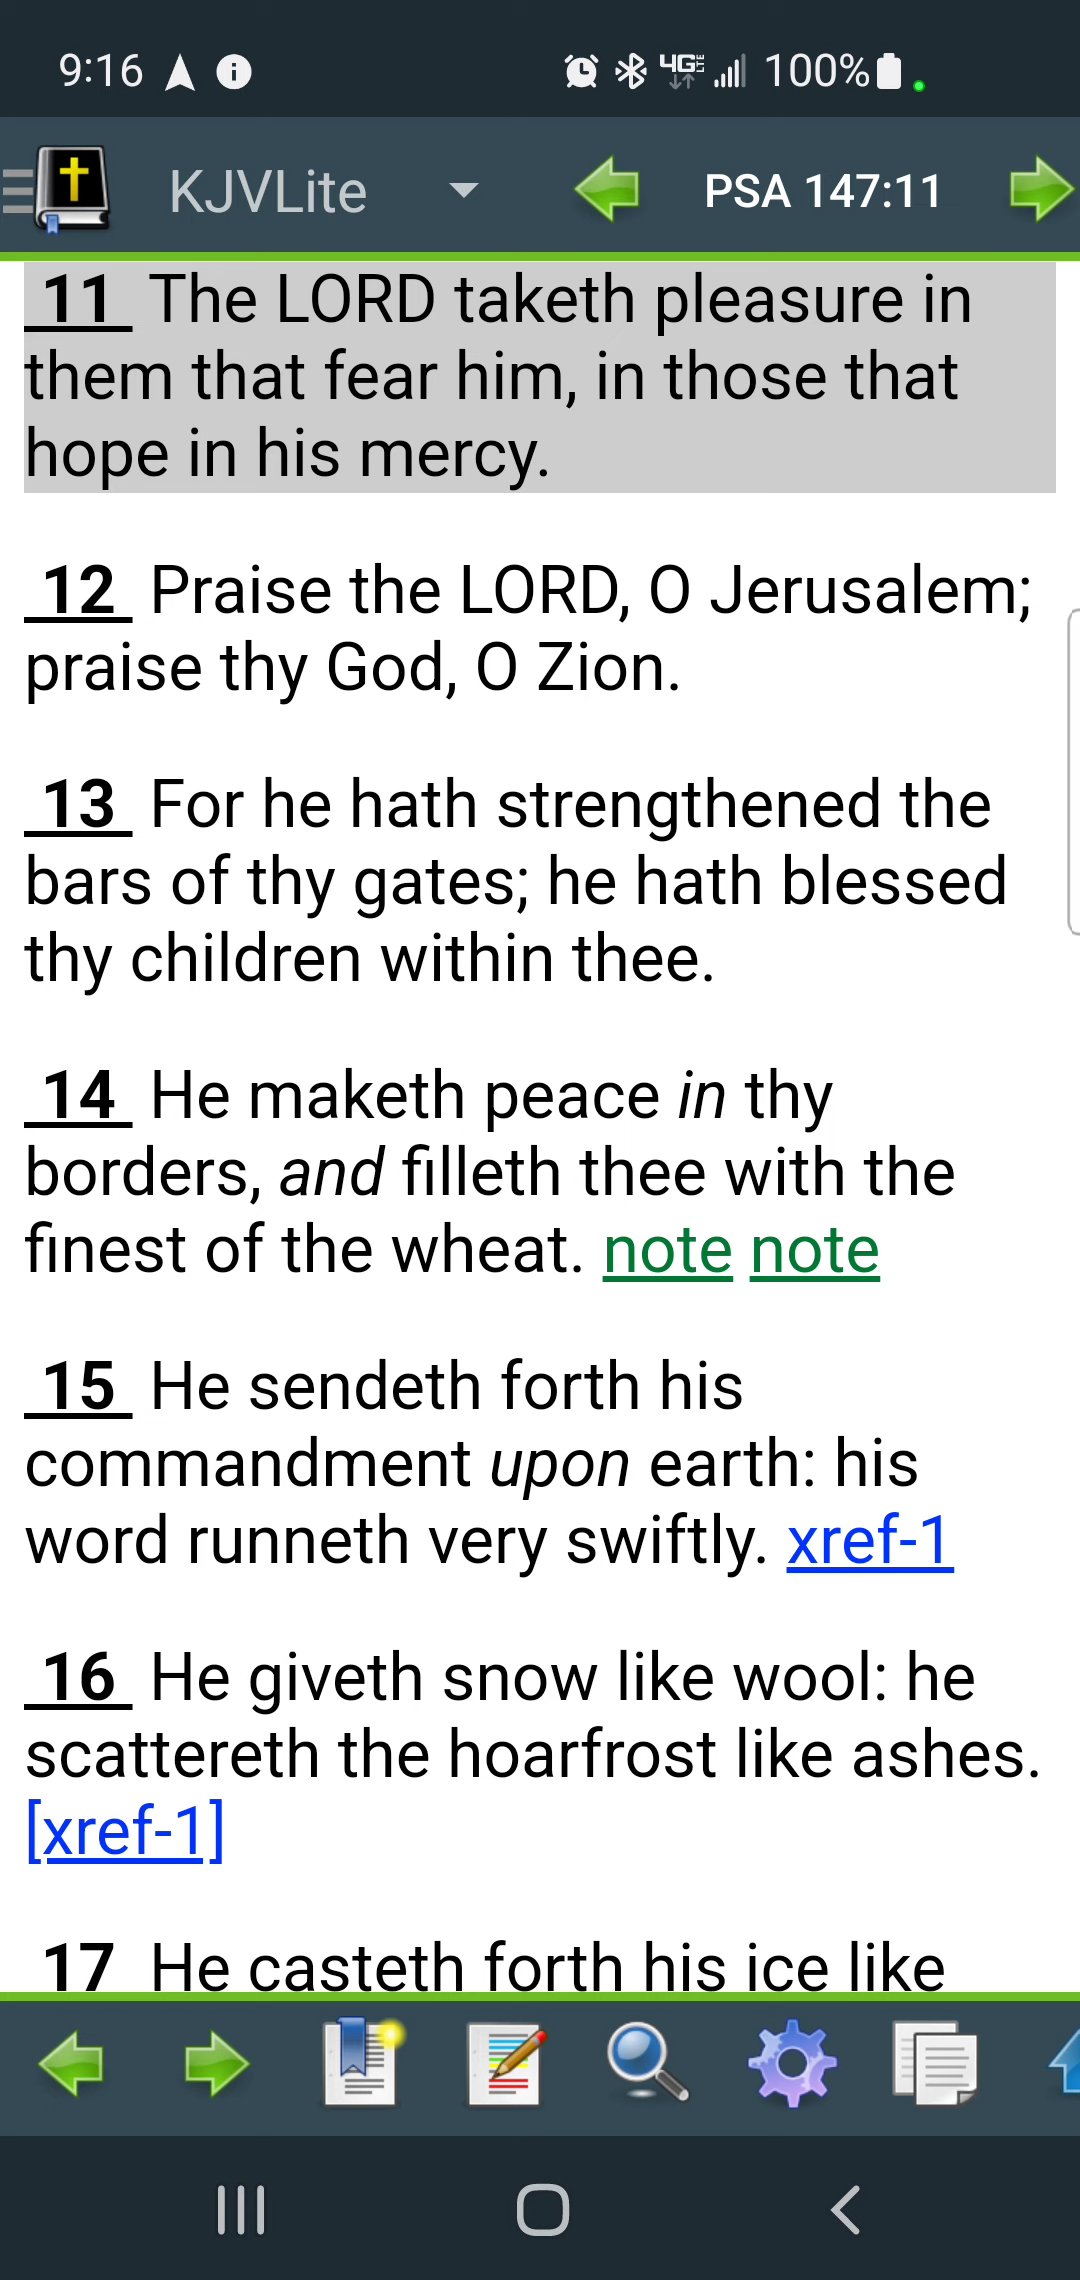 9:16 4G LTE 100%
KJVLite PSA 147:11
11 The LORD taketh pleasure in
them that fear him, in those that
hope in his mercy.
12 Praise the LORD, O Jerusalem;
praise thy God, O Zion.
13 For he hath strengthened the
bars of thy gates; he hath blessed
thy children within thee.
14 He maketh peace in thy
borders, and filleth thee with the
finest of the wheat. note note
15 He sendeth forth his
commandment upon earth: his
word runneth very swiftly. xref-1
16 He giveth snow like wool: he
scattereth the hoarfrost like ashes.
[xref-1]
17 He casteth forth his ice like